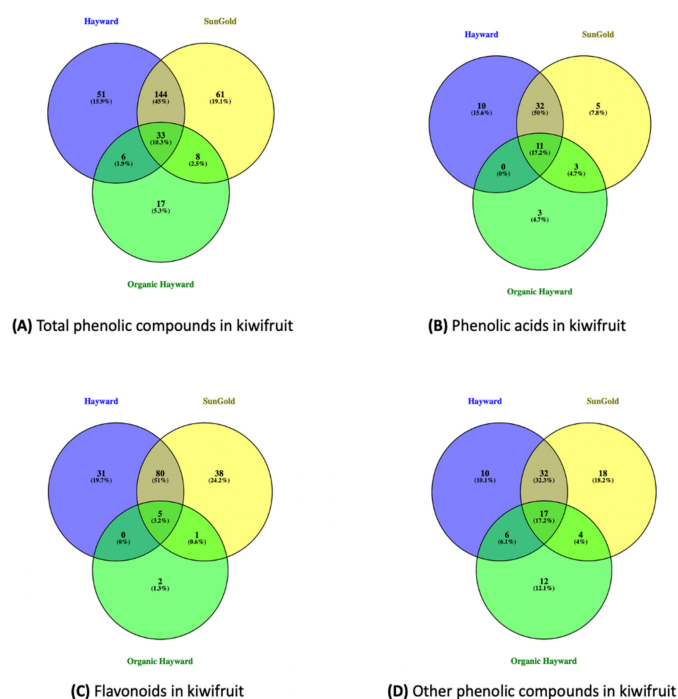 Hayward SunGold
51 144 61
(15.9%) (45%) (19.1%)
33
(10.3%)
6 8
(1.9%) (2.5%)
17
(5.3%)
Organic Hayward
(A) Total phenolic compounds in kiwifruit
Hayward SunGold
10 32 5
(15.6%) (50%) (7.8%)
11
(17.2%)
0 3
(0%) (4.7%)
3
(4.7%)
Organic Hayward
(B) Phenolic acids in kiwifruit
Hayward SunGold
31 80 38
(19.7%) (51%) (24.2%)
5
(3.2%)
0 1
(0%) (0.6%)
2
(1.3%)
Organic Hayward
(C) Flavonoids in kiwifruit
Hayward SunGold
10 32 18
(10.1%) (32.3%) (18.2%)
17
(17.2%)
6 4
(6.1%) (4%)
12
(12.1%)
Organic Hayward
(D) Other phenolic compounds in kiwifruit